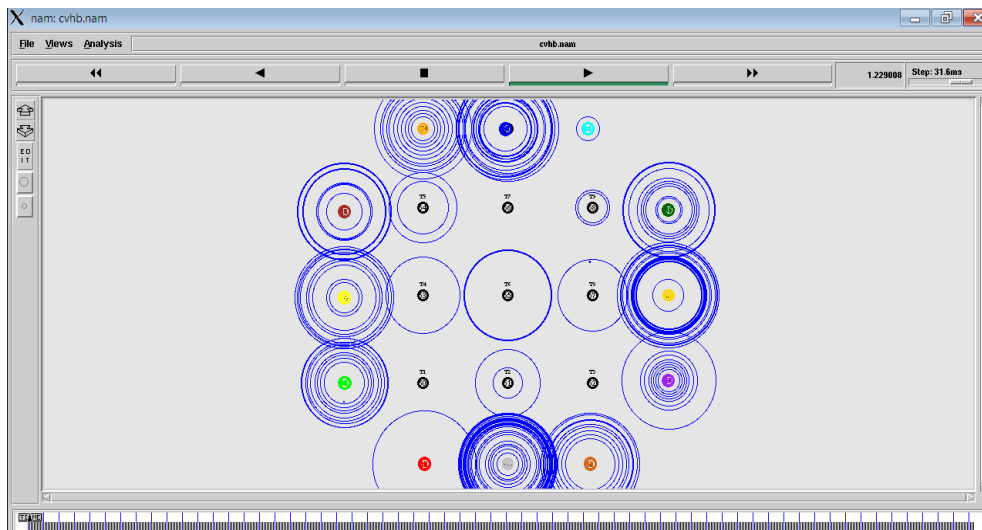 nam: cvhb.nam
File Views Analysis
cvhb.nam
1.229008 Step: 31.6ms
ED
IT
T5 T7
T4 T6
T1 T2 T3
TIME